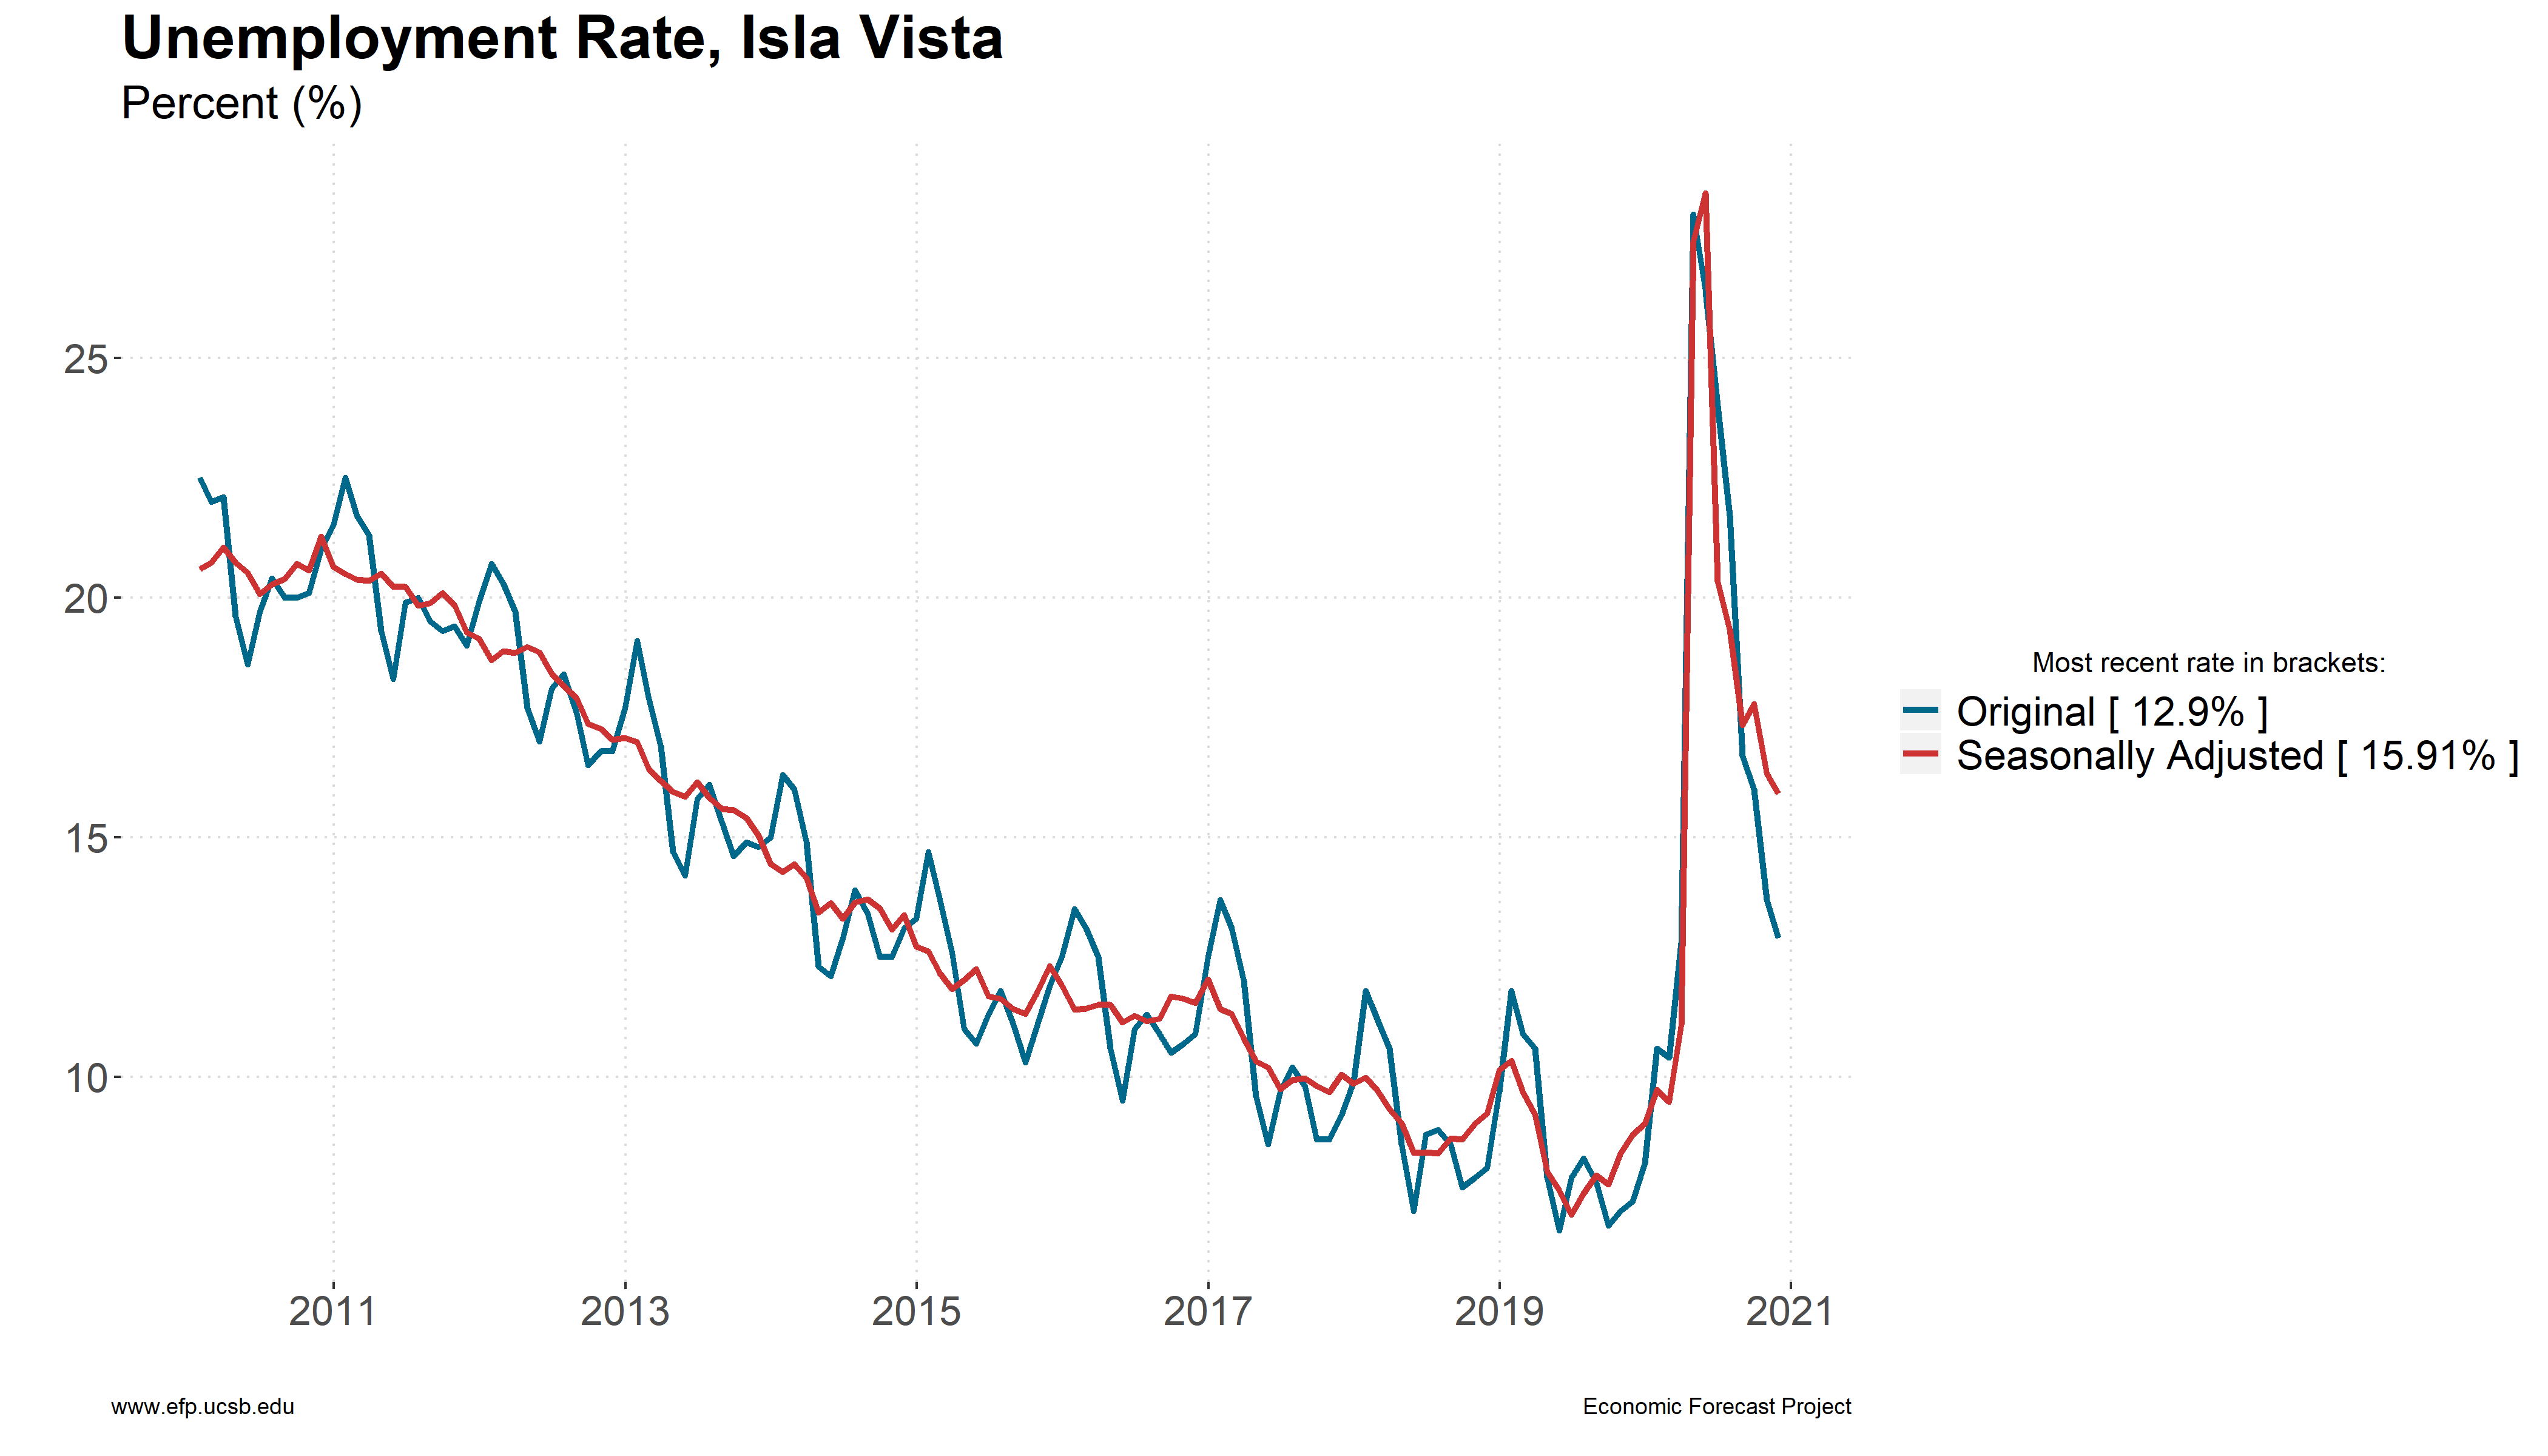 Unemployment Rate, Isla Vista
Percent (%)
25
20
15
10
2011 2013 2015 2017 2019 2021
Most recent rate in brackets:
Original [ 12.9% ]
Seasonally Adjusted [ 15.91% ]
www.efp.ucsb.edu
Economic Forecast Project